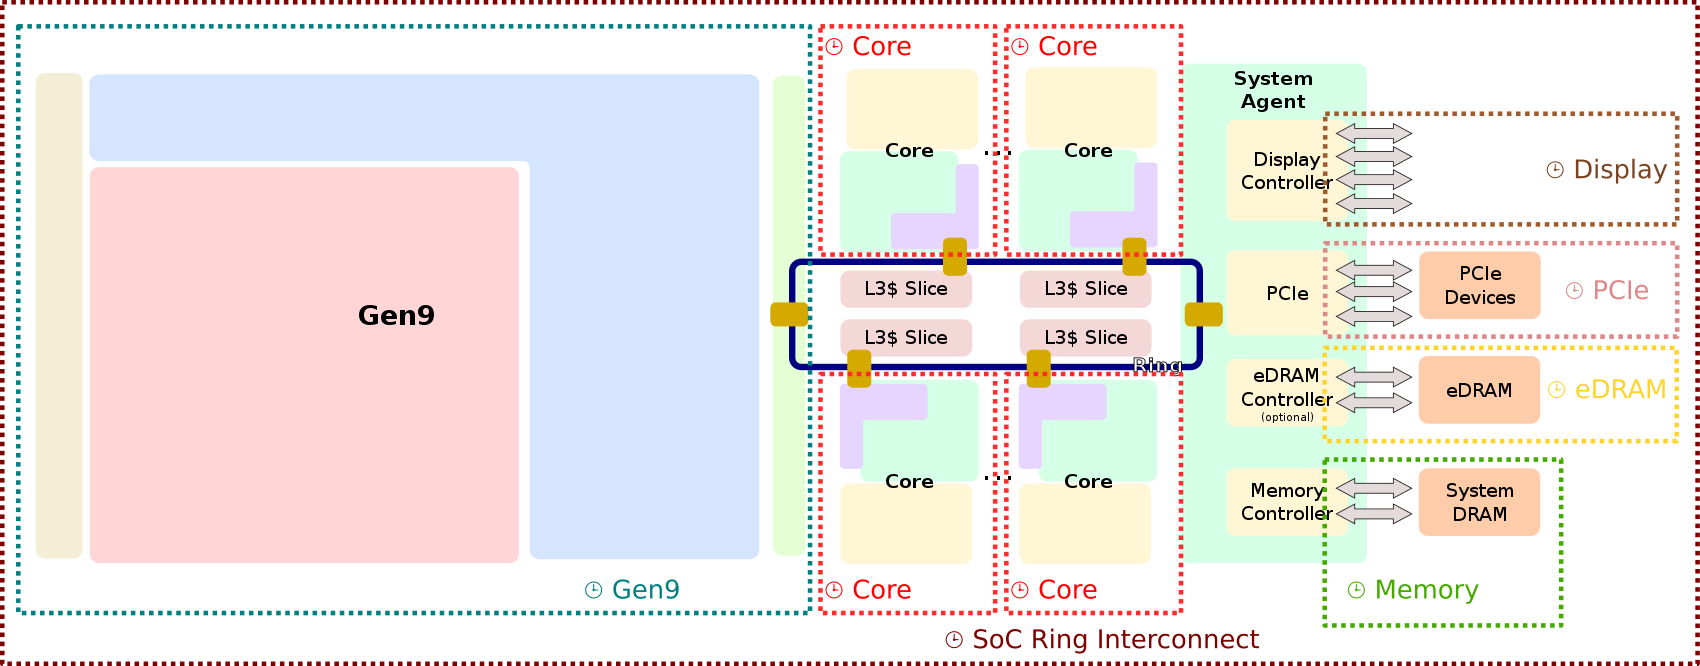 Core
Core
System
Agent
Core
...
Core
Display
Controller
Display
Gen9
L3$ Slice
L3$ Slice
L3$ Slice
L3$ Slice
Ring
PCIe
PCIe
Devices
PCIe
eDRAM
Controller
(optional)
eDRAM
eDRAM
Core
...
Core
Memory
Controller
System
DRAM
Gen9
Core
Core
Memory
SoC Ring Interconnect